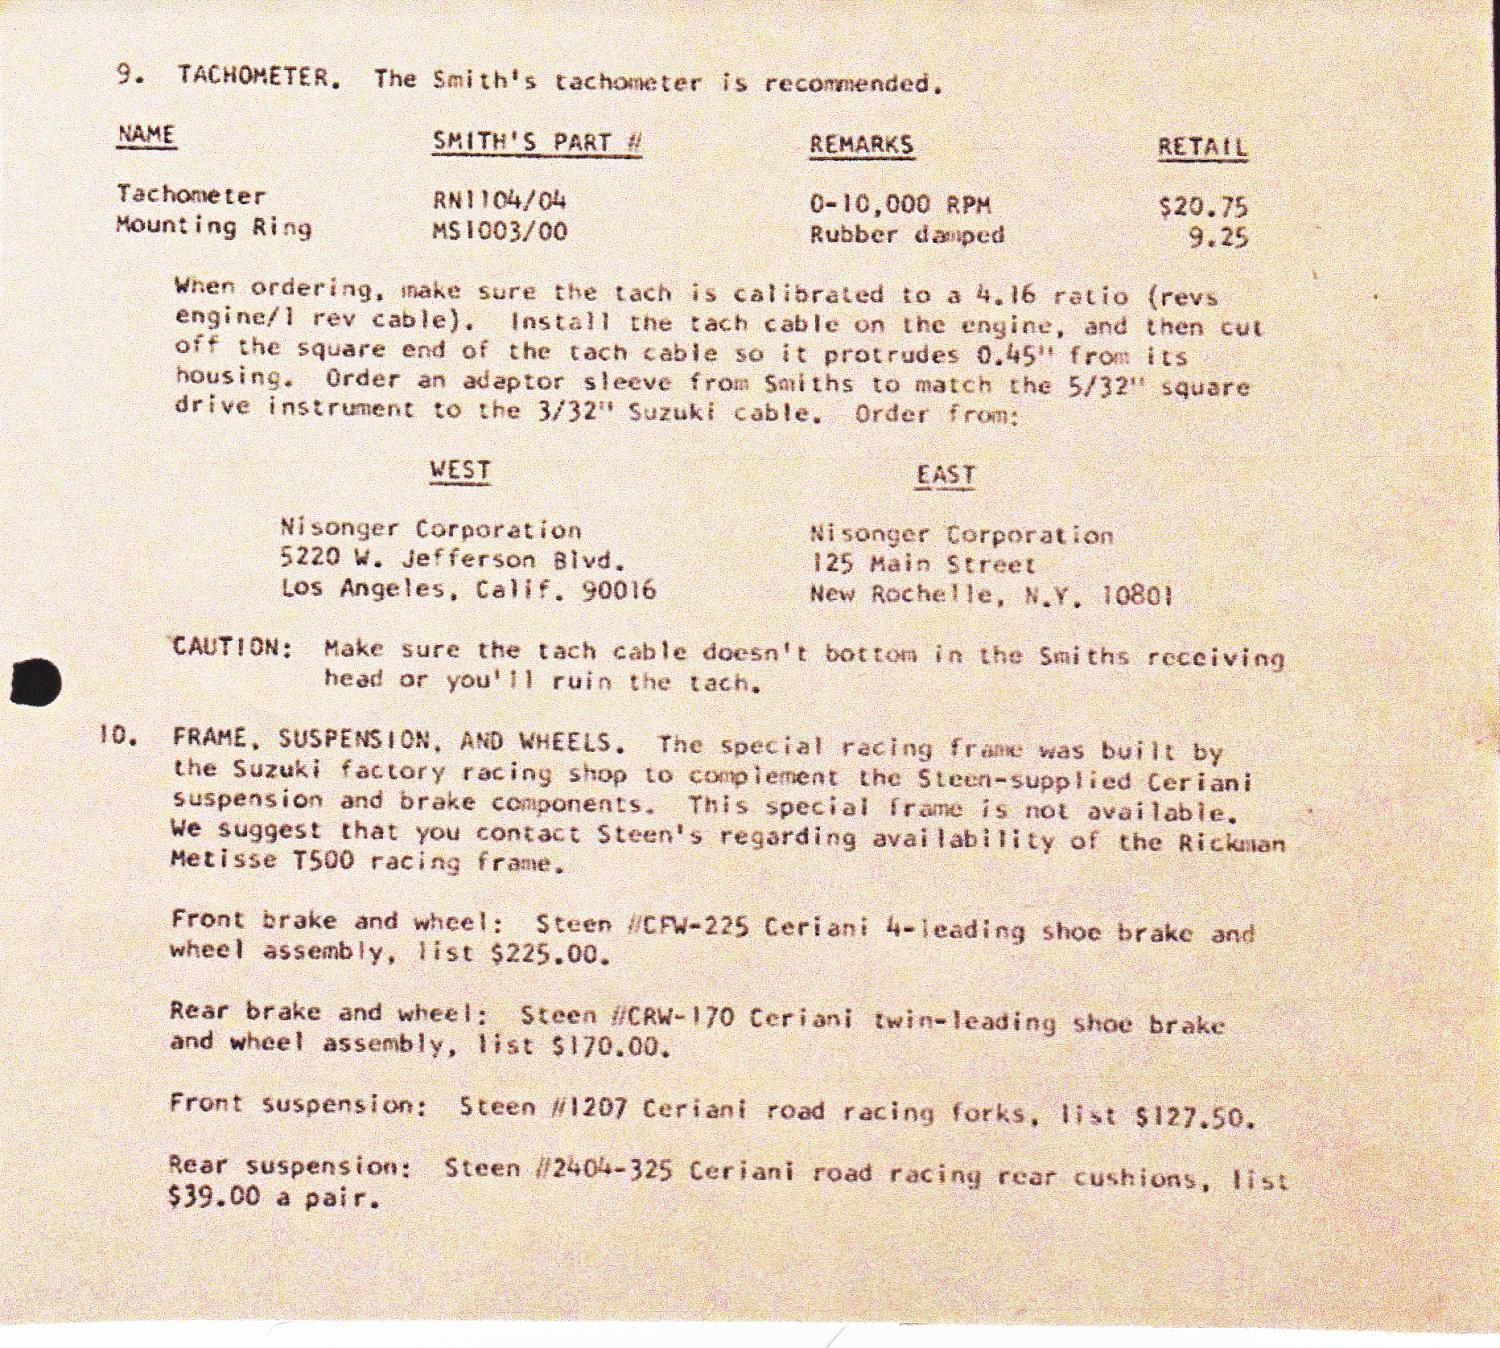 9. TACHOMETER. The Smith's tachometer is recommended.
NAME SMITH'S PART # REMARKS RETAIL
Tachometer RN1104/04 0-10,000 RPM $20.75
Mounting Ring MS1003/00 Rubber damped 9.25
When ordering, make sure the tach is calibrated to a 4.16 ratio (revs
engine/1 rev cable). Install the tach cable on the engine, and then cut
off the square end of the tach cable so it protrudes 0.45" from its
housing. Order an adaptor sleeve from Smiths to match the 5/32" square
drive instrument to the 3/32" Suzuki cable. Order from:
WEST EAST
Nisonger Corporation Nisonger Corporation
5220 W. Jefferson Blvd. 125 Main Street
Los Angeles, Calif. 90016 New Rochelle, N.Y. 10801
CAUTION: Make sure the tach cable doesn't bottom in the Smiths receiving
head or you'll ruin the tach.
10. FRAME, SUSPENSION, AND WHEELS. The special racing frame was built by
the Suzuki factory racing shop to complement the Steen-supplied Ceriani
suspension and brake components. This special frame is not available.
We suggest that you contact Steen's regarding availability of the Rickman
Metisse T500 racing frame.
Front brake and wheel: Steen #CFW-225 Ceriani 4-leading shoe brake and
wheel assembly, list $225.00.
Rear brake and wheel: Steen #CRW-170 Ceriani twin-leading shoe brake
and wheel assembly, list $170.00.
Front suspension: Steen #1207 Ceriani road racing forks, list $127.50.
Rear suspension: Steen #2404-325 Ceriani road racing rear cushions, list
$39.00 a pair.